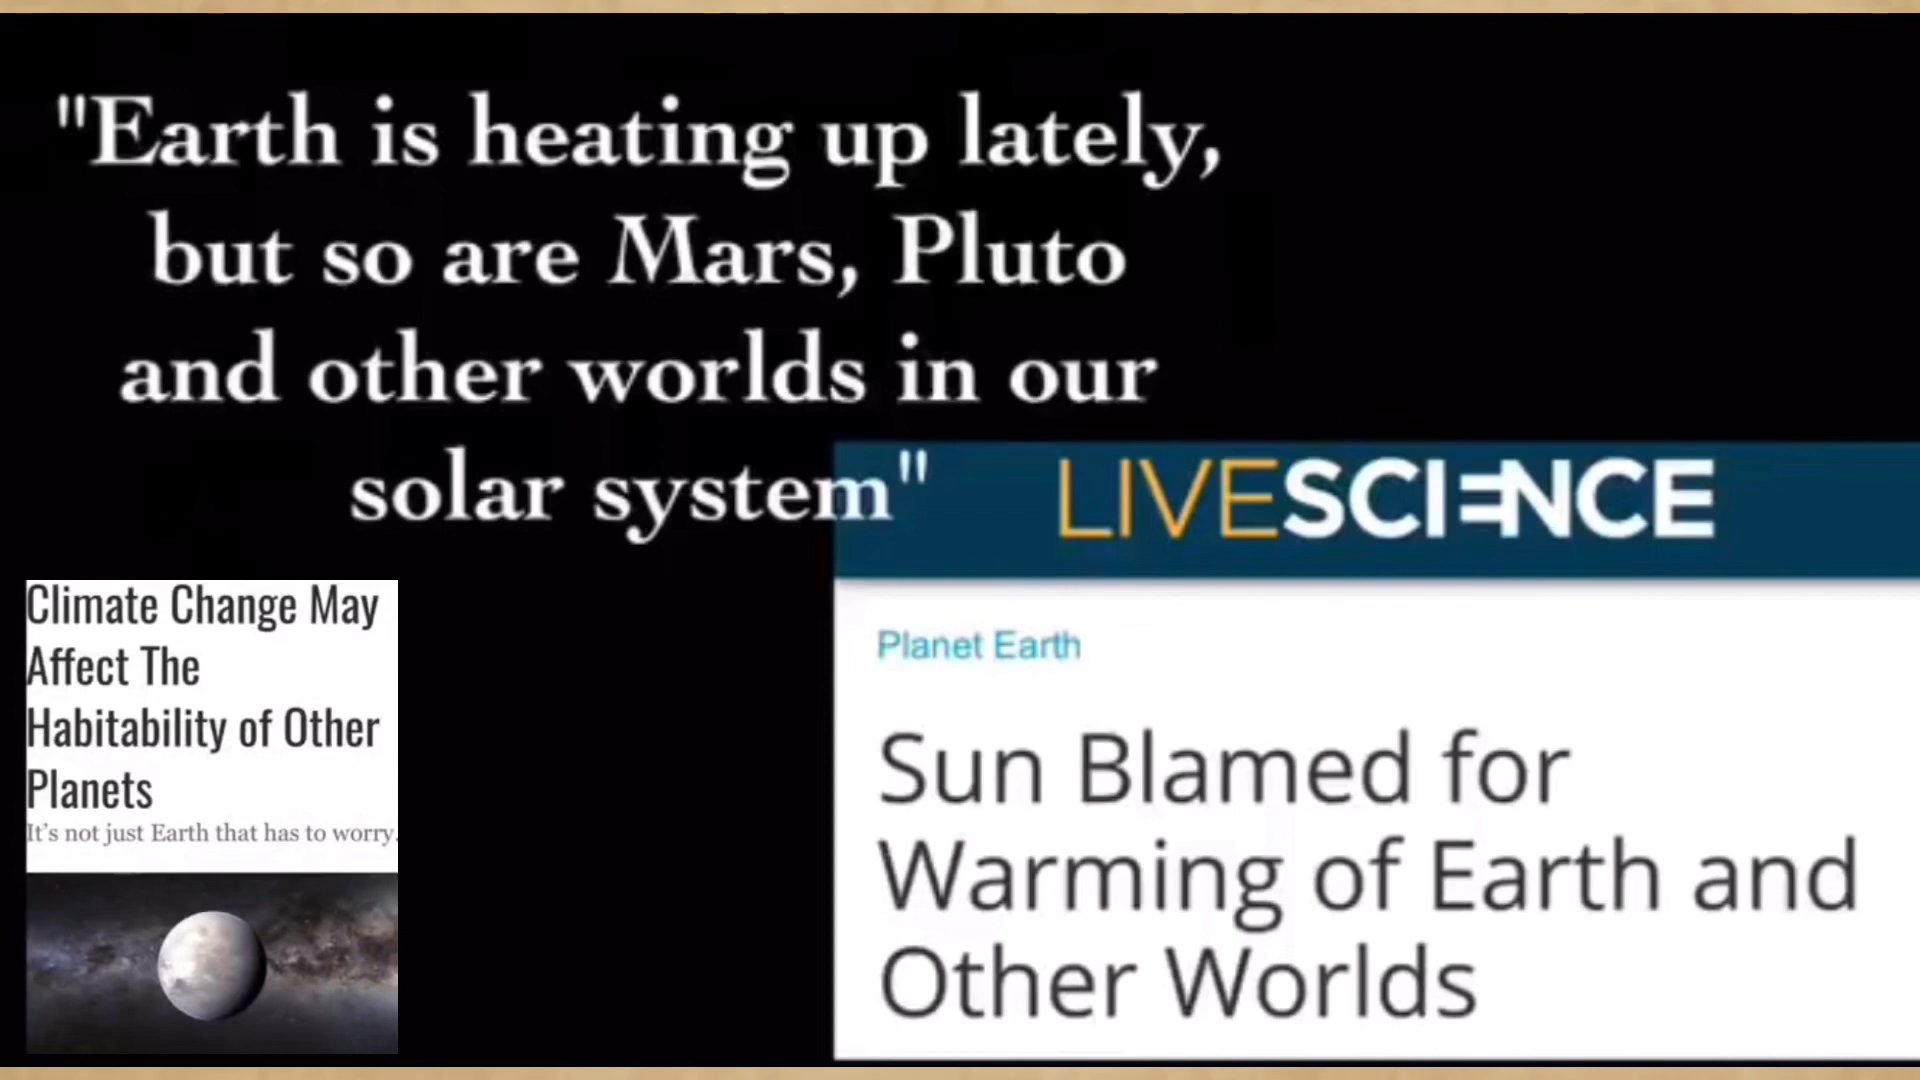 "Earth is heating up lately,
but so are Mars, Pluto
and other worlds in our
solar system"
LIVESCIENCE
Planet Earth
Sun Blamed for
Warming of Earth and
Other Worlds
Climate Change May
Affect The
Habitability of Other
Planets
It's not just Earth that has to worry.